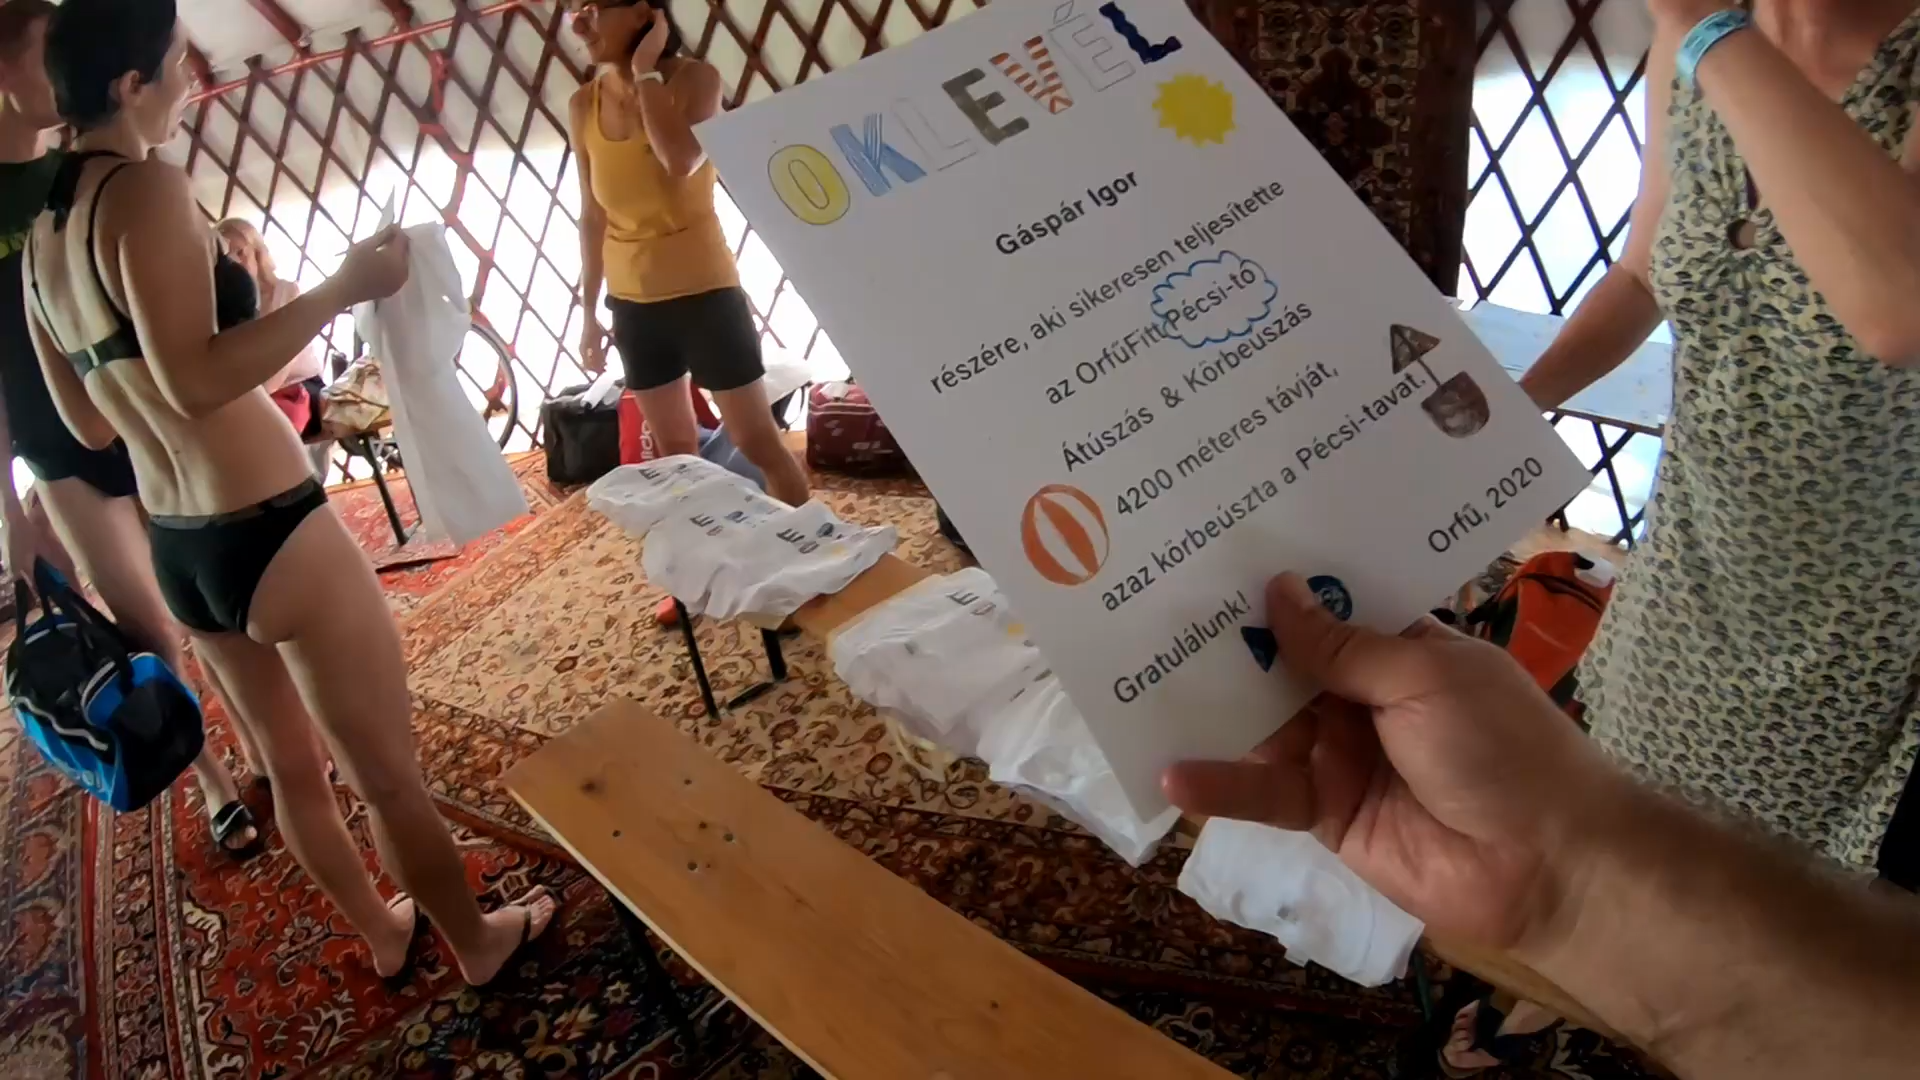 OKLEVÉL
Gáspár Igor
részére, aki sikeresen teljesítette
az OrfűFitt Pécsi-tó
Átúszás & Körbeúszás
4200 méteres távját,
azaz körbeúszta a Pécsi-tavat.
Gratulálunk!
Orfű, 2020